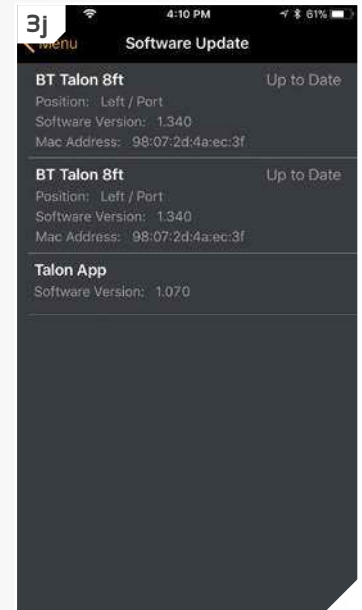 3j
4:10 PM 61%
Menu Software Update
BT Talon 8ft Up to Date
Position: Left / Port
Software Version: 1.340
Mac Address: 98:07:2d:4a:ec:3f
BT Talon 8ft Up to Date
Position: Left / Port
Software Version: 1.340
Mac Address: 98:07:2d:4a:ec:3f
Talon App
Software Version: 1.070